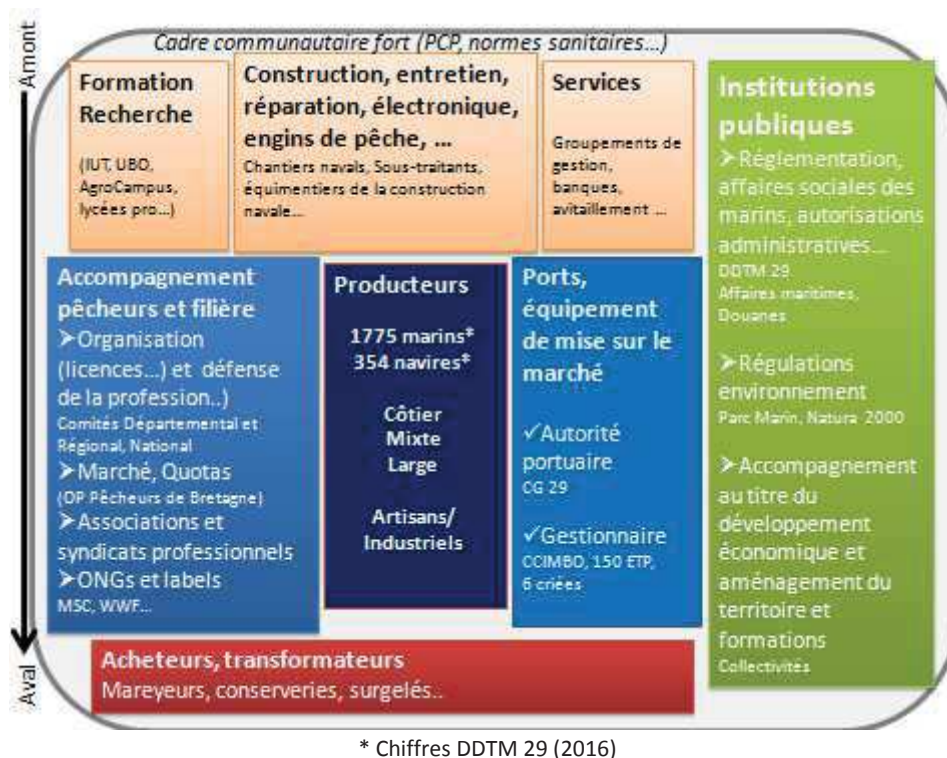 Amont
Cadre communautaire fort (PCP, normes sanitaires...)
Formation
Recherche
(IUT, UBO,
AgroCampus,
lycées pro...)
Construction, entretien,
réparation, électronique,
engins de pêche, ...
Chantiers navals, Sous-traitants,
équimentiers de la construction
navale...
Services
Groupements de
gestion,
banques,
avitaillement ...
Institutions
publiques
➢Réglementation,
affaires sociales des
marins, autorisations
administratives...
DDTM 29
Affaires maritimes,
Douanes
➢Régulations
environnement
Parc Marin, Natura 2000
➢Accompagnement
au titre du
développement
économique et
aménagement du
territoire et
formations
Collectivités
Accompagnement
pêcheurs et filière
➢Organisation
(licences...) et défense
de la profession..)
Comités Départemental et
Régional, National
➢Marché, Quotas
(OP Pêcheurs de Bretagne)
➢Associations et
syndicats professionnels
➢ONGs et labels
MSC, WWF...
Producteurs
1775 marins*
354 navires*
Côtier
Mixte
Large
Artisans/
Industriels
Ports,
équipement
de mise sur le
marché
✓Autorité
portuaire
CG 29
✓Gestionnaire
CCIMBO, 150 ETP,
6 criées
Acheteurs, transformateurs
Mareyeurs, conserveries, surgelés..
Aval
* Chiffres DDTM 29 (2016)